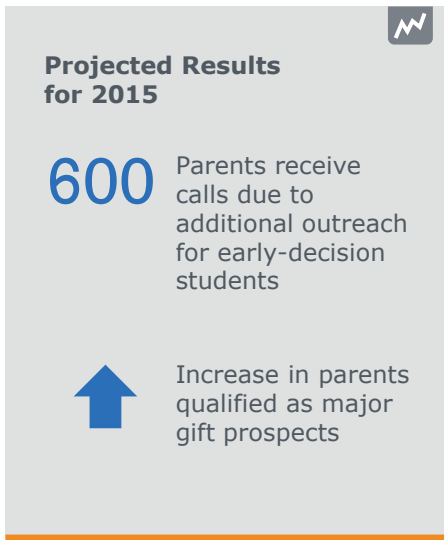 Projected Results
for 2015
600
Parents receive
calls due to
additional outreach
for early-decision
students
Increase in parents
qualified as major
gift prospects